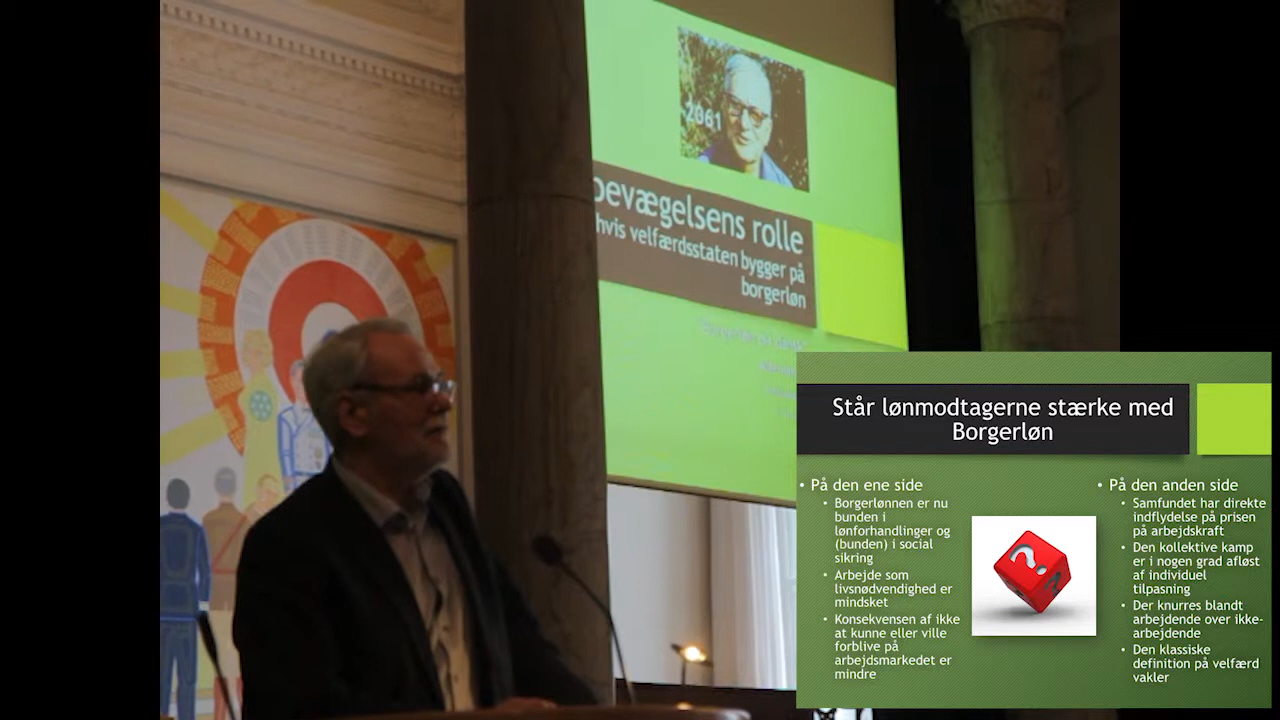 2061
bevægelsens rolle
hvis velfærdsstaten bygger på
borgerløn
Står lønmodtagerne stærke med
Borgerløn
• På den ene side
• Borgerlønnen er nu
bunden i
lønforhandlinger og
(bunden) i social
sikring
• Arbejde som
livsnødvendighed er
mindsket
• Konsekvensen af ikke
at kunne eller ville
forblive på
arbejdsmarkedet er
mindre
• På den anden side
• Samfundet har direkte
indflydelse på prisen
på arbejdskraft
• Den kollektive kamp
er i nogen grad afløst
af individuel
tilpasning
• Der knurres blandt
arbejdende over ikke-
arbejdende
• Den klassiske
definition på velfærd
vakler